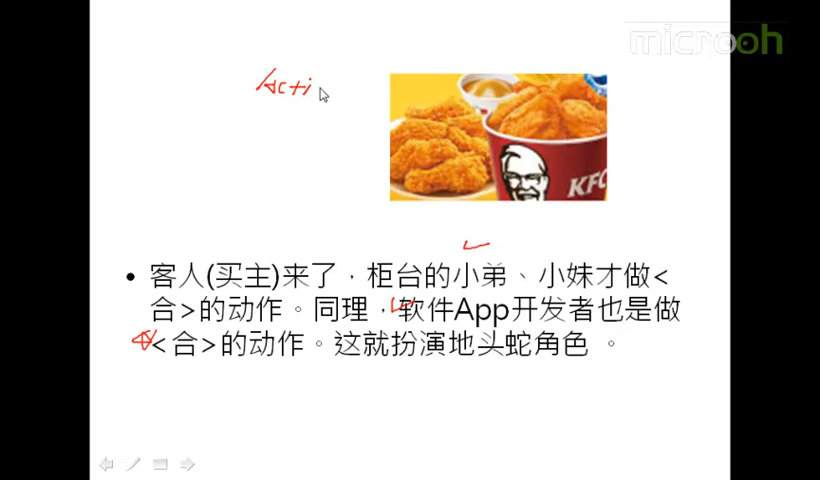 microoh
Acti
KFC
• 客人(买主)来了，柜台的小弟、小妹才做<
合>的动作。同理，软件App开发者也是做
<合>的动作。这就扮演地头蛇角色 。